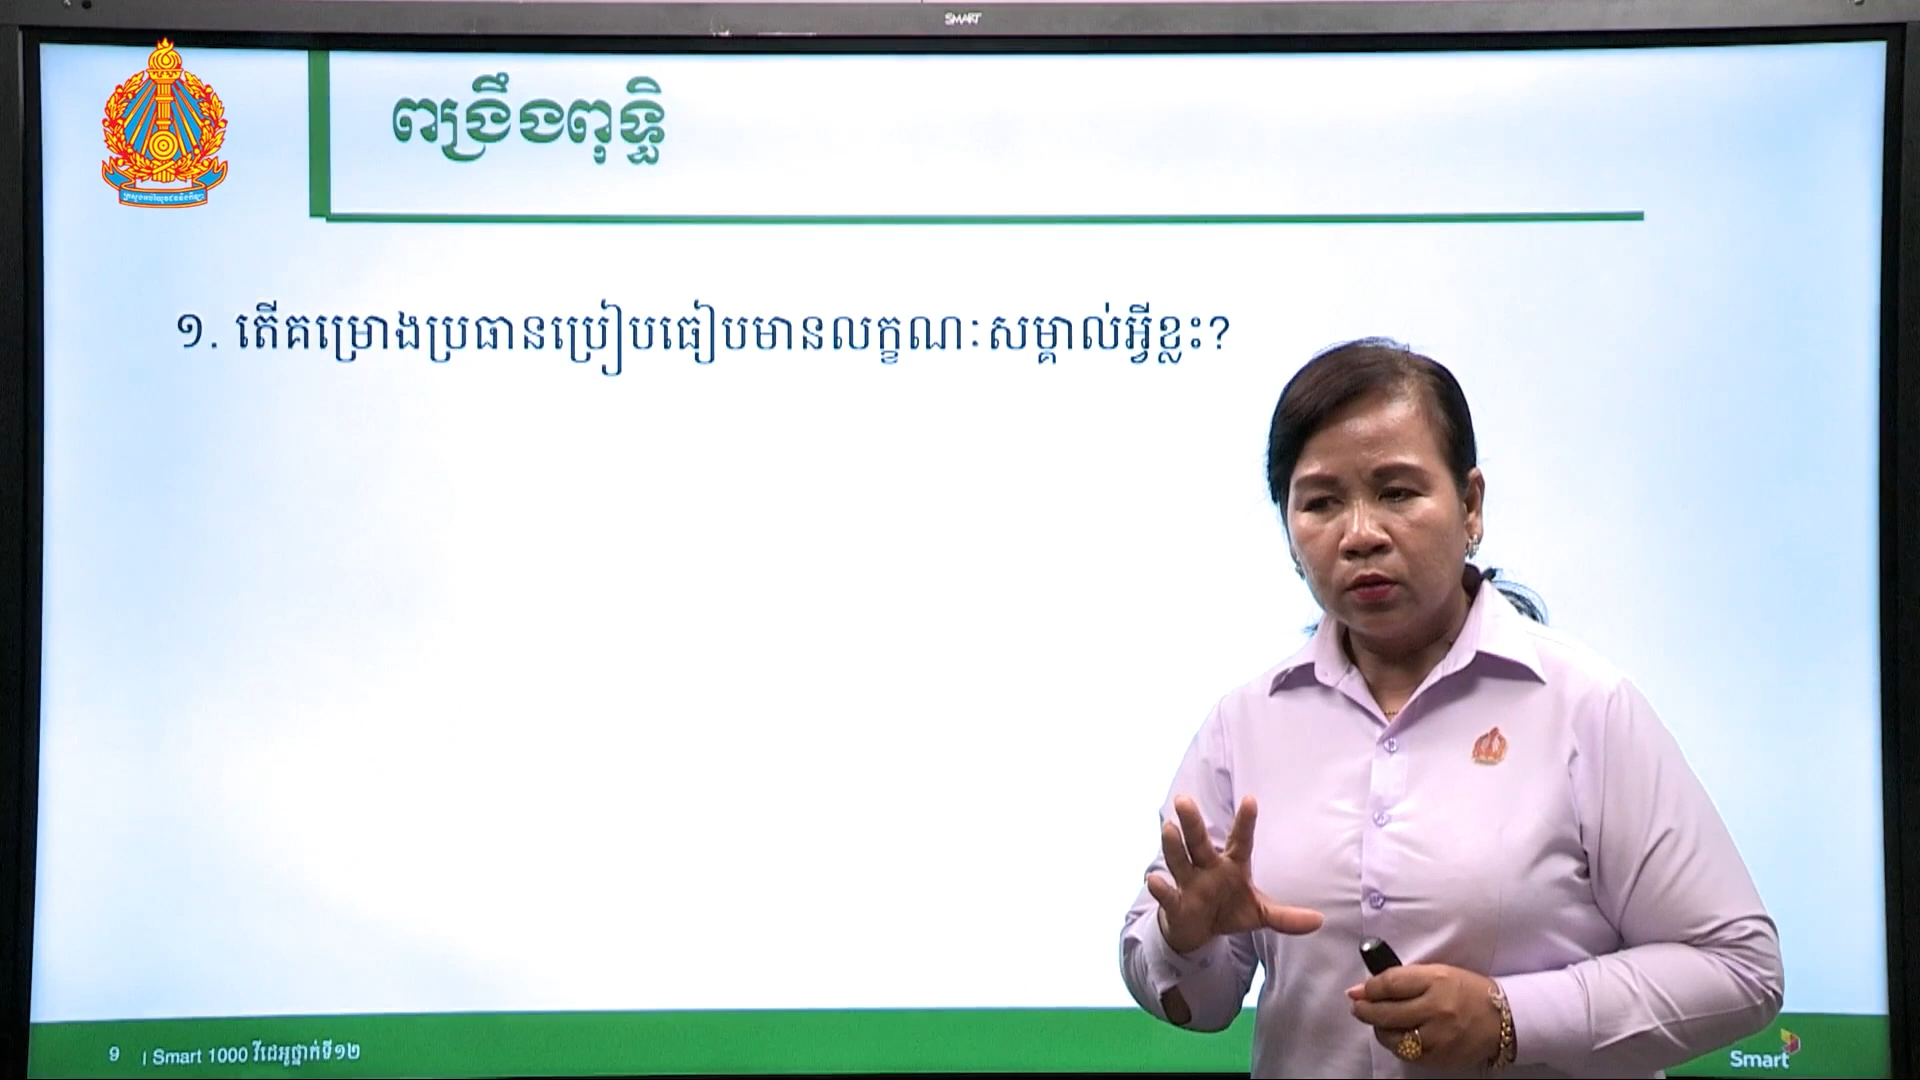 SMART
ពង្រឹងពុទ្ធិ
១. តើគម្រោងប្រធានប្រៀបធៀបមានលក្ខណៈសម្គាល់អ្វីខ្លះ?
9 | Smart 1000 វីដេអូថ្នាក់ទី១២
Smart